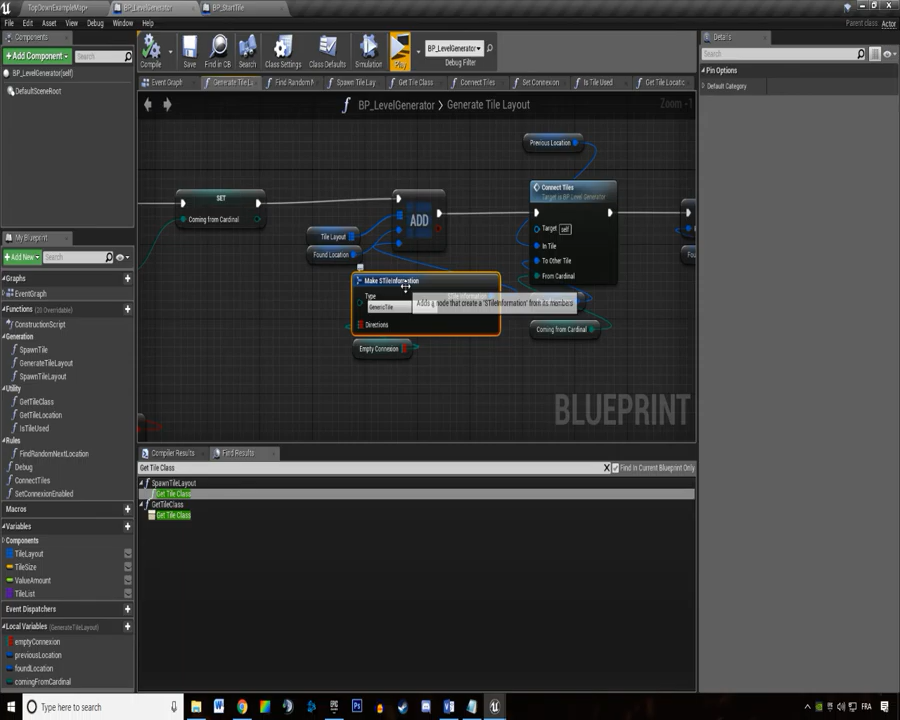 TopDownExampleMap*
BP_LevelGenerator
BP_StartTile
File
Edit
Asset
View
Debug
Window
Help
Parent class: Actor
Components
+Add Component
Search
BP_LevelGenerator(self)
DefaultSceneRoot
Compile
Save
Find in CB
Search
Class Settings
Class Defaults
Simulation
Play
BP_LevelGenerator
Debug Filter
Event Graph
Generate Tile L
Find Random N
Spawn Tile Lay
Get Tile Class
Connect Tiles
Set Connexion
Is Tile Used
Get Tile Locatic
BP_LevelGenerator > Generate Tile Layout
Zoom -1
Details
Search
Pin Options
Default Category
My Blueprint
+Add New
Search
Graphs
EventGraph
Functions (20 Overridable)
ConstructionScript
Generation
SpawnTile
GenerateTileLayout
SpawnTileLayout
Utility
GetTileClass
GetTileLocation
IsTileUsed
Rules
FindRandomNextLocation
Debug
ConnectTiles
SetConnexionEnabled
Macros
Variables
Components
TileLayout
TileSize
ValueAmount
TileList
Event Dispatchers
Local Variables (GenerateTileLayout)
emptyConnexion
previousLocation
foundLocation
comingFromCardinal
SET
Coming from Cardinal
Tile Layout
Found Location
ADD
Make STileInformation
Type
GenericTile
Directions
Adds a node that create a 'STileInformation' from its members
Empty Connexion
Previous Location
Connect Tiles
Target is BP Level Generator
Target self
In Tile
To Other Tile
From Cardinal
Coming from Cardinal
BLUEPRINT
Compiler Results
Find Results
Get Tile Class
Find in Current Blueprint Only
SpawnTileLayout
Get Tile Class
GetTileClass
Get Tile Class
Type here to search
FRA